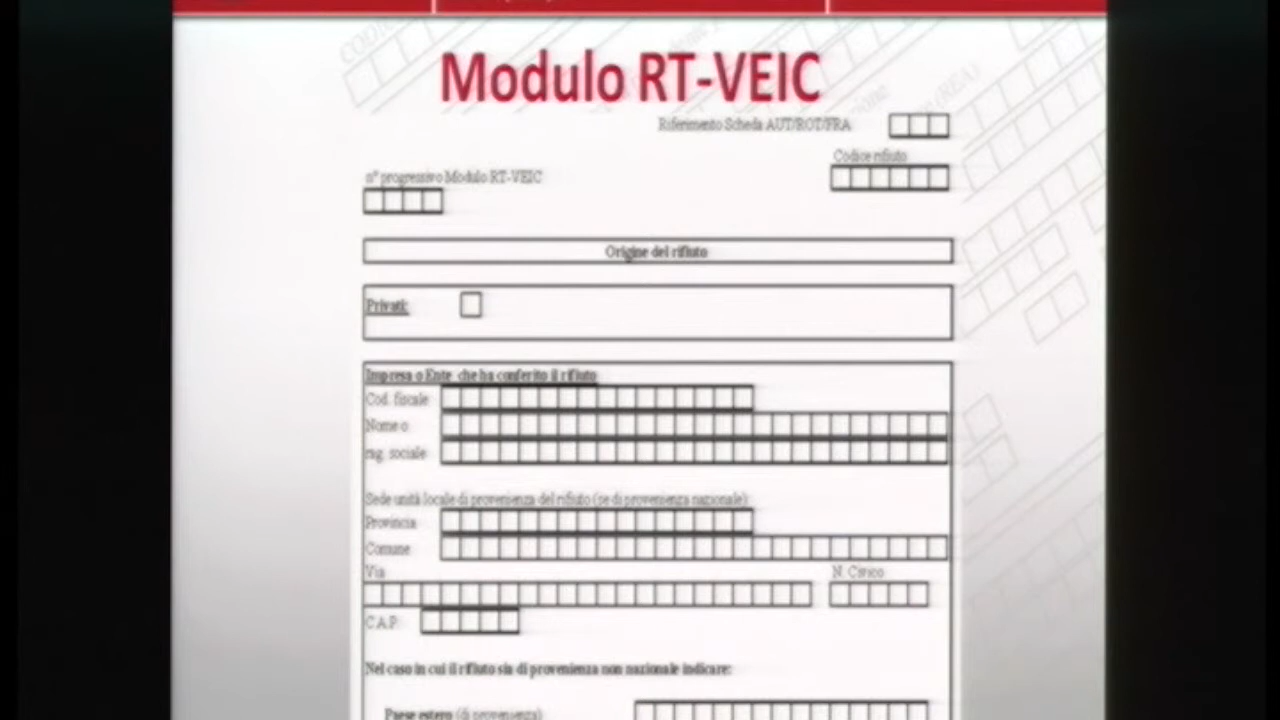 Modulo RT-VEIC
Riferimento Scheda AUT/ROT/FRA
Codice rifiuto
n° progressivo Modulo RT-VEIC
Origine del rifiuto
Privati:
Impresa o Ente che ha conferito il rifiuto
Cod. fiscale
Nome o
rag. sociale
Sede unità locale di provenienza del rifiuto (se di provenienza nazionale):
Provincia
Comune
Via
N. Civico
C.A.P.
Nel caso in cui il rifiuto sia di provenienza non nazionale indicare:
Paese estero (di provenienza)